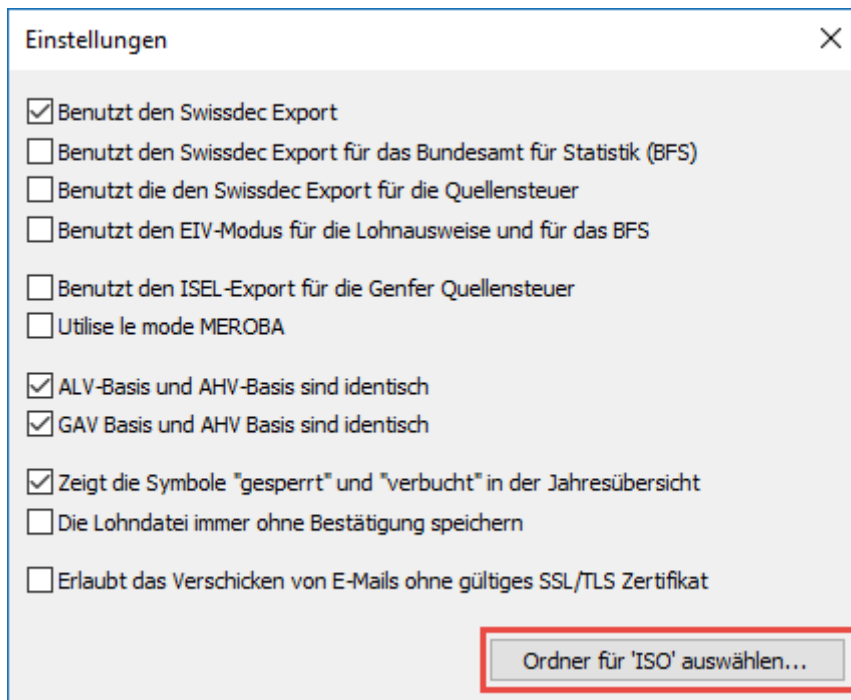 Einstellungen
Benutzt den Swissdec Export
Benutzt den Swissdec Export für das Bundesamt für Statistik (BFS)
Benutzt die den Swissdec Export für die Quellensteuer
Benutzt den EIV-Modus für die Lohnausweise und für das BFS
Benutzt den ISEL-Export für die Genfer Quellensteuer
Utilise le mode MEROBA
ALV-Basis und AHV-Basis sind identisch
GAV Basis und AHV Basis sind identisch
Zeigt die Symbole "gesperrt" und "verbucht" in der Jahresübersicht
Die Lohndatei immer ohne Bestätigung speichern
Erlaubt das Verschicken von E-Mails ohne gültiges SSL/TLS Zertifikat
Ordner für 'ISO' auswählen...